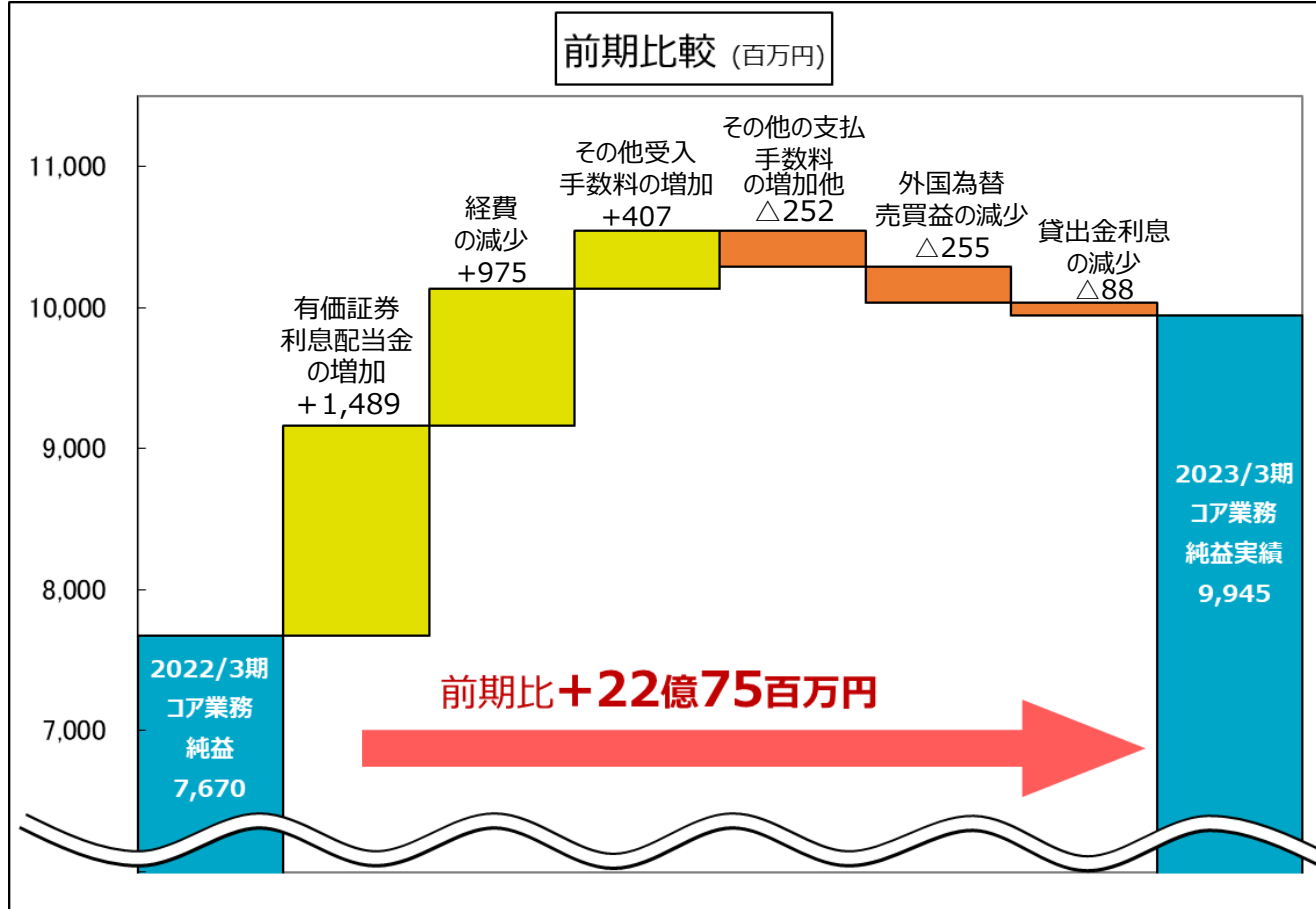 前期比較 (百万円)
11,000
10,000
9,000
8,000
7,000
2022/3期
コア業務
純益
7,670
有価証券
利息配当金
の増加
＋1,489
経費
の減少
+975
その他受入
手数料の増加
+407
その他の支払
手数料
の増加他
△252
外国為替
売買益の減少
△255
貸出金利息
の減少
△88
2023/3期
コア業務
純益実績
9,945
前期比+22億75百万円